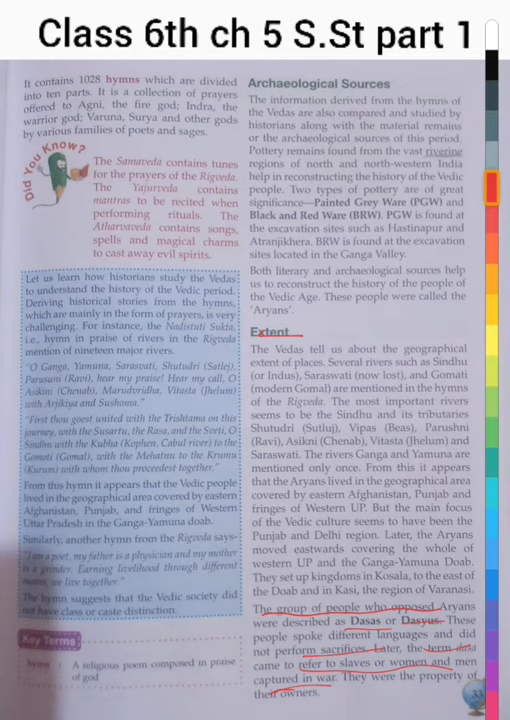 Class 6th ch 5 S.St part 1
It contains 1028 hymns which are divided
into ten parts. It is a collection of prayers
offered to Agni, the fire god; Indra, the
warrior god; Varuna, Surya and other gods
by various families of poets and sages.
Did You Know?
The Samaveda contains tunes
for the prayers of the Rigveda.
The Yajurveda contains
mantras to be recited when
performing rituals. The
Atharvaveda contains songs,
spells and magical charms
to cast away evil spirits.
Let us learn how historians study the Vedas
to understand the history of the Vedic period.
Deriving historical stories from the hymns,
which are mainly in the form of prayers, is very
challenging. For instance, the Nadistuti Sukta,
i.e., hymn in praise of rivers in the Rigveda
mention of nineteen major rivers.
"O Ganga, Yamuna, Sarasvati, Shutudri (Satlej),
Parusuni (Ravi), hear my praise! Hear my call, O
Asikini (Chenab), Marudvridha, Vitasta (Jhelum)
with Arjikiya and Sushoma."
"First thou goest united with the Trishtama on this
journey, with the Susartu, the Rasa, and the Sveti, O
Sindhu with the Kubha (Kophen, Cabul river) to the
Gomati (Gomal), with the Mehatnu to the Krumu
(Kurum) with whom thou proceedest together."
From this hymn it appears that the Vedic people
lived in the geographical area covered by eastern
Afghanistan, Punjab, and fringes of Western
Uttar Pradesh in the Ganga-Yamuna doab.
Similarly, another hymn from the Rigveda says-
"I am a poet, my father is a physician and my mother
is a grinder. Earning livelihood through different
means, we live together."
The hymn suggests that the Vedic society did
not have class or caste distinction.
Key Terms
hymn : A religious poem composed in praise
of god
Archaeological Sources
The information derived from the hymns of
the Vedas are also compared and studied by
historians along with the material remains
or the archaeological sources of this period.
Pottery remains found from the vast riverine
regions of north and north-western India
help in reconstructing the history of the Vedic
people. Two types of pottery are of great
significance—Painted Grey Ware (PGW) and
Black and Red Ware (BRW). PGW is found at
the excavation sites such as Hastinapur and
Atranjikhera. BRW is found at the excavation
sites located in the Ganga Valley.
Both literary and archaeological sources help
us to reconstruct the history of the people of
the Vedic Age. These people were called the
'Aryans'.
Extent
The Vedas tell us about the geographical
extent of places. Several rivers such as Sindhu
(or Indus), Saraswati (now lost), and Gomati
(modern Gomal) are mentioned in the hymns
of the Rigveda. The most important rivers
seems to be the Sindhu and its tributaries
Shutudri (Sutluj), Vipas (Beas), Parushni
(Ravi), Asikni (Chenab), Vitasta (Jhelum) and
Saraswati. The rivers Ganga and Yamuna are
mentioned only once. From this it appears
that the Aryans lived in the geographical area
covered by eastern Afghanistan, Punjab and
fringes of Western UP. But the main focus
of the Vedic culture seems to have been the
Punjab and Delhi region. Later, the Aryans
moved eastwards covering the whole of
western UP and the Ganga-Yamuna Doab.
They set up kingdoms in Kosala, to the east of
the Doab and in Kasi, the region of Varanasi.
The group of people who opposed Aryans
were described as Dasas or Dasyus. These
people spoke different languages and did
not perform sacrifices. Later, the term dasa
came to refer to slaves or women and men
captured in war. They were the property of
their owners.
33